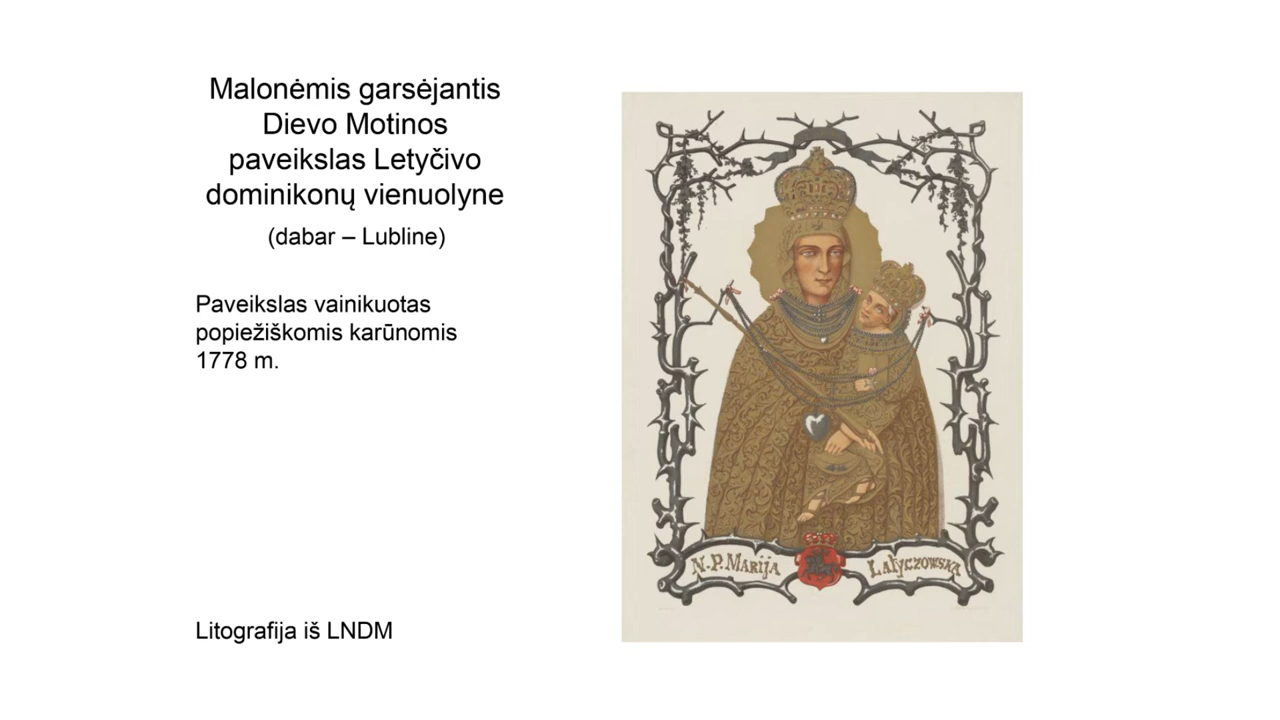 Malonėmis garsėjantis
Dievo Motinos
paveikslas Letyčivo
dominikonų vienuolyne
(dabar – Lubline)
Paveikslas vainikuotas
popiežiškomis karūnomis
1778 m.
Litografija iš LNDM
N. P. MARIJA ŁATYCZOWSKA